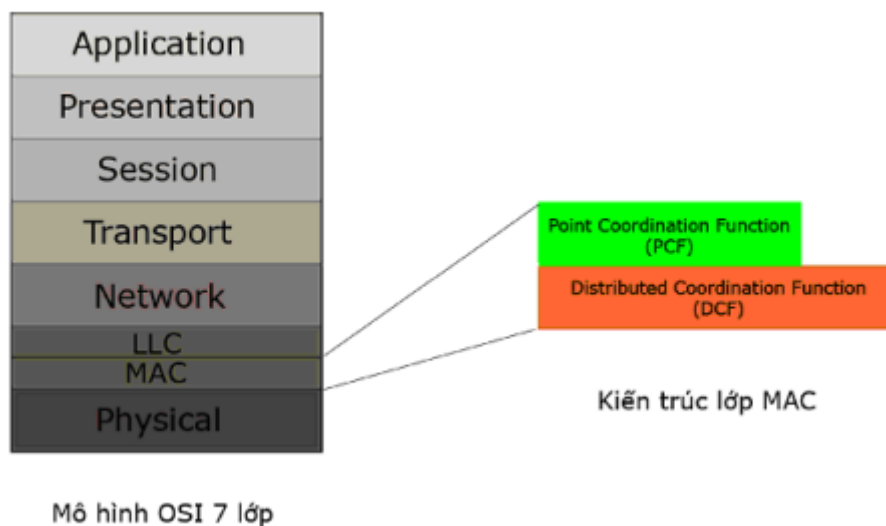 Application
Presentation
Session
Transport
Network
LLC
MAC
Physical
Mô hình OSI 7 lớp
Point Coordination Function
(PCF)
Distributed Coordination Function
(DCF)
Kiến trúc lớp MAC